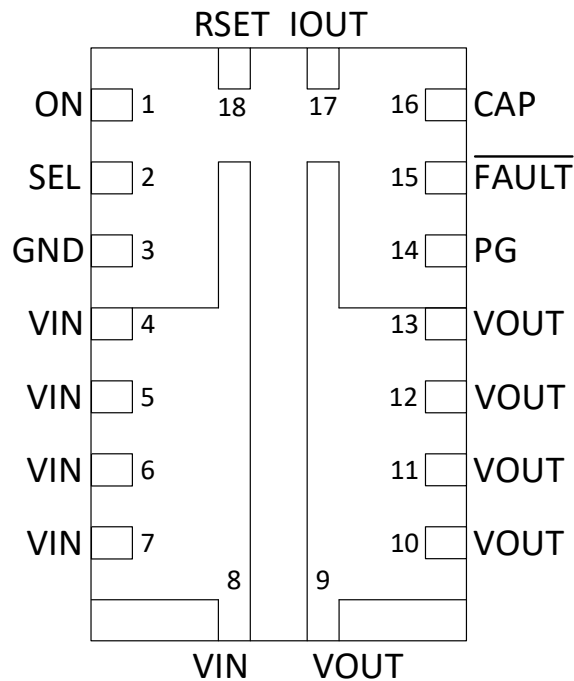 RSET IOUT
18 17
ON 1 16 CAP
SEL 2 15 FAULT
GND 3 14 PG
VIN 4 13 VOUT
VIN 5 12 VOUT
VIN 6 11 VOUT
VIN 7 10 VOUT
8 9
VIN VOUT